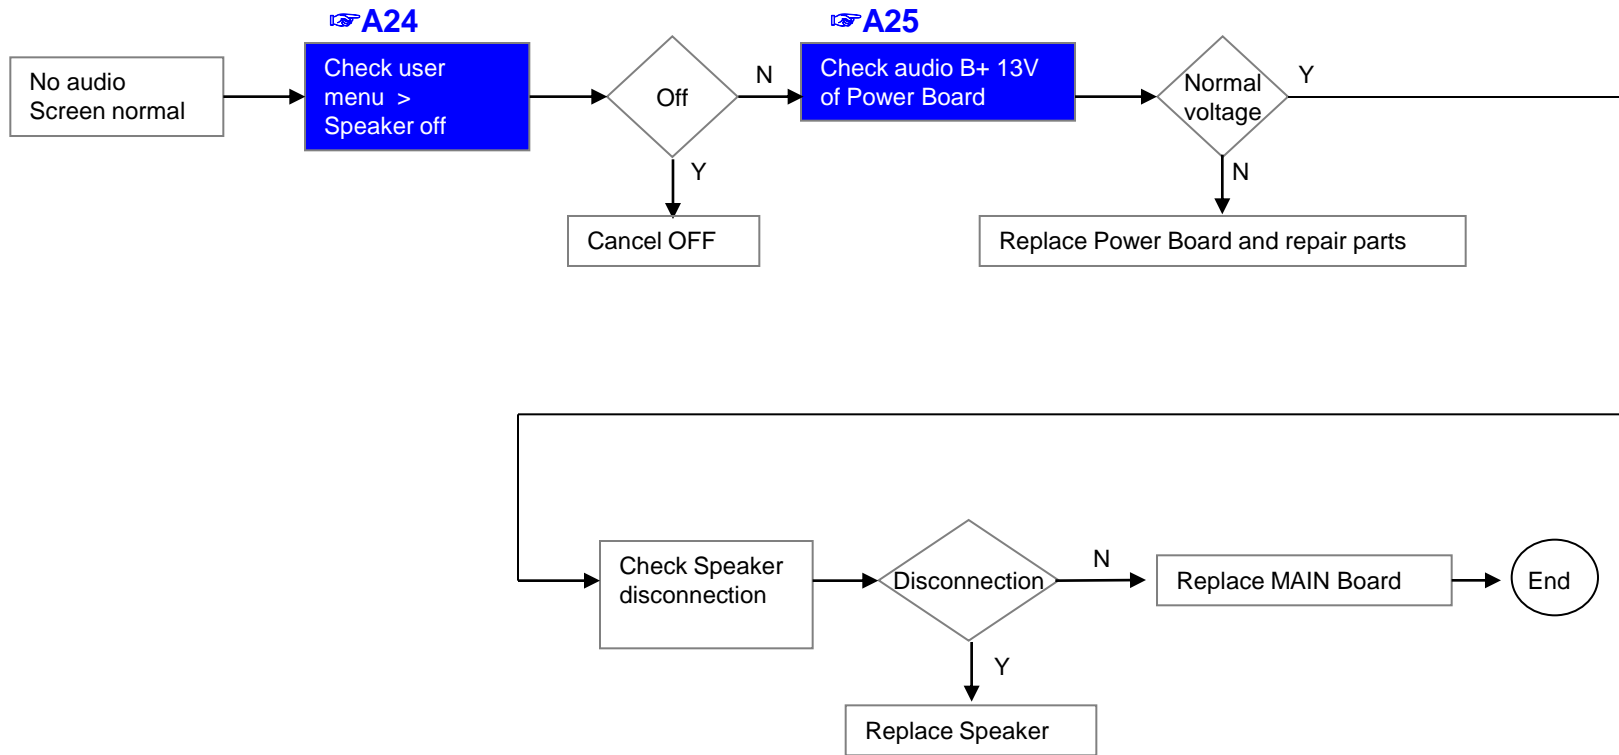 ☞A24
☞A25
No audio
Screen normal
Check user
menu >
Speaker off
Off
N
Check audio B+ 13V
of Power Board
Normal
voltage
Y
Y
N
Cancel OFF
Replace Power Board and repair parts
Check Speaker
disconnection
Disconnection
N
Replace MAIN Board
End
Y
Replace Speaker